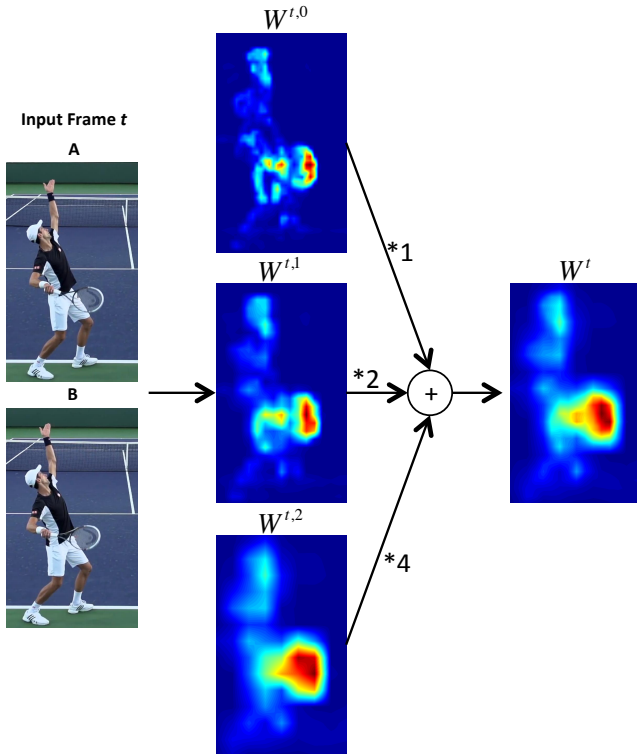 Input Frame t
A
B
W^{t,0}
*1
W^{t,1}
*2
+
W^t
W^{t,2}
*4